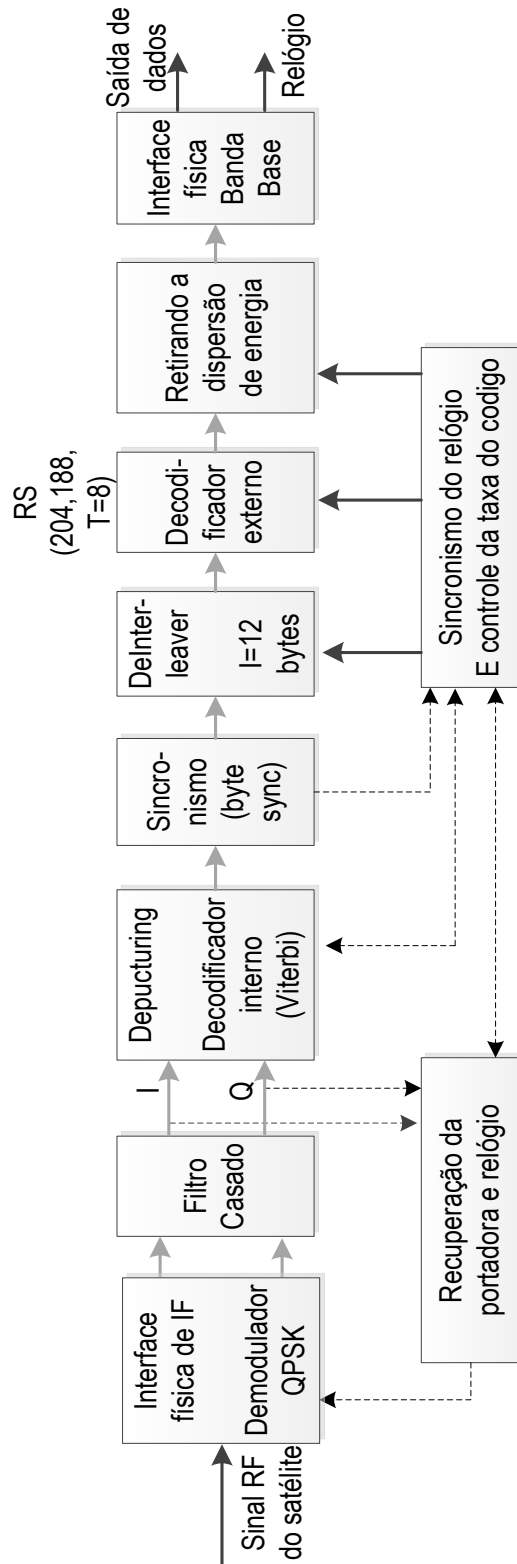 Sinal RF
do satélite
Interface
física de IF
Demodulador
QPSK
Filtro
Casado
I
Q
Depucturing
Decodificador
interno
(Viterbi)
Sincro-
nismo
(byte
sync)
DeInter-
leaver
I=12
bytes
RS
(204,188,
T=8)
Decodi-
ficador
externo
Retirando a
dispersão
de energia
Interface
física
Banda
Base
Saída de
dados
Relógio
Recuperação da
portadora e relógio
Sincronismo do relógio
E controle da taxa do codigo